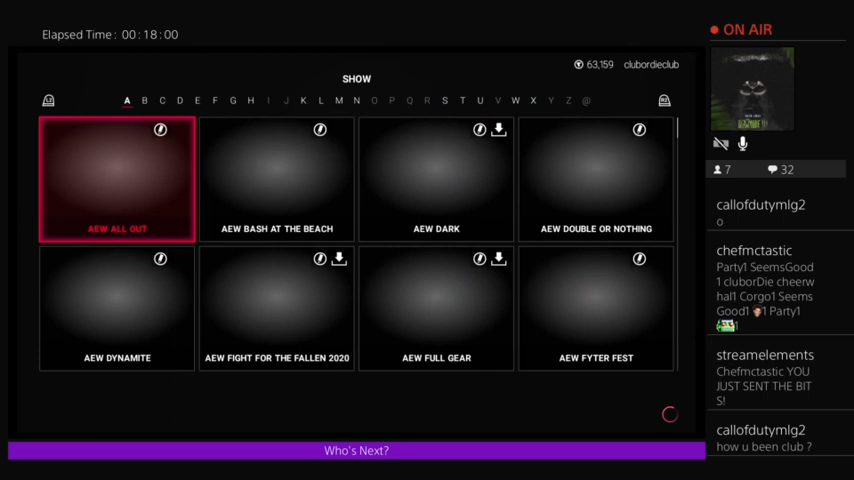 Elapsed Time: 00:18:00
ON AIR
63,159 clubordieclub
SHOW
A B C D E F G H I J K L M N O P Q R S T U V W X Y Z @
AEW ALL OUT
AEW BASH AT THE BEACH
AEW DARK
AEW DOUBLE OR NOTHING
AEW DYNAMITE
AEW FIGHT FOR THE FALLEN 2020
AEW FULL GEAR
AEW FYTER FEST
Who's Next?
7 32
callofdutymlg2
o
chefmctastic
Party1 SeemsGood
1 cluborDie cheerw
hal1 Corgo1 Seems
Good1 1 Party1
1
streamelements
Chefmctastic YOU
JUST SENT THE BIT
S!
callofdutymlg2
how u been club ?